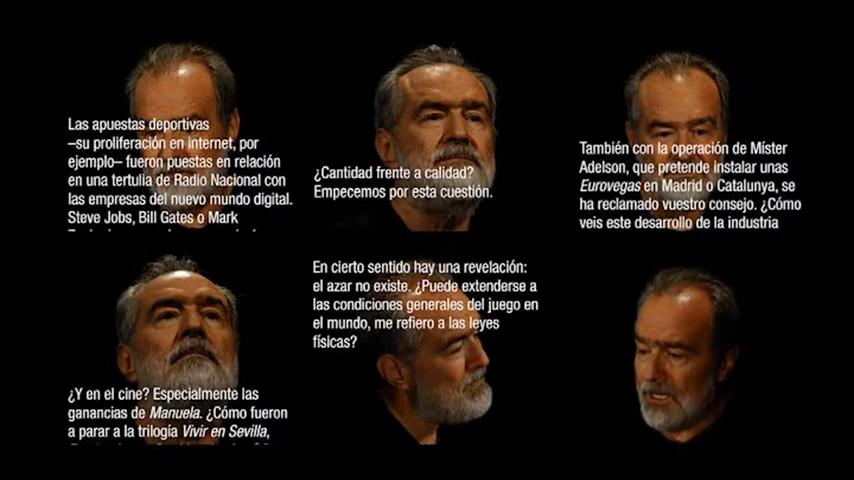 Las apuestas deportivas
–su proliferación en internet, por
ejemplo– fueron puestas en relación
en una tertulia de Radio Nacional con
las empresas del nuevo mundo digital.
Steve Jobs, Bill Gates o Mark
¿Cantidad frente a calidad?
Empecemos por esta cuestión.
También con la operación de Míster
Adelson, que pretende instalar unas
Eurovegas en Madrid o Catalunya, se
ha reclamado vuestro consejo. ¿Cómo
veis este desarrollo de la industria
¿Y en el cine? Especialmente las
ganancias de Manuela. ¿Cómo fueron
a parar a la trilogía Vivir en Sevilla,
En cierto sentido hay una revelación:
el azar no existe. ¿Puede extenderse a
las condiciones generales del juego en
el mundo, me refiero a las leyes
físicas?